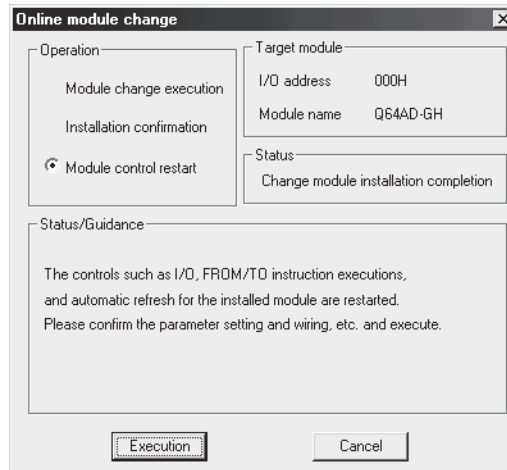 Online module change
Operation
Module change execution
Installation confirmation
Module control restart
Target module
I/O address 000H
Module name Q64AD-GH
Status
Change module installation completion
Status/Guidance
The controls such as I/O, FROM/TO instruction executions,
and automatic refresh for the installed module are restarted.
Please confirm the parameter setting and wiring, etc. and execute.
Execution Cancel